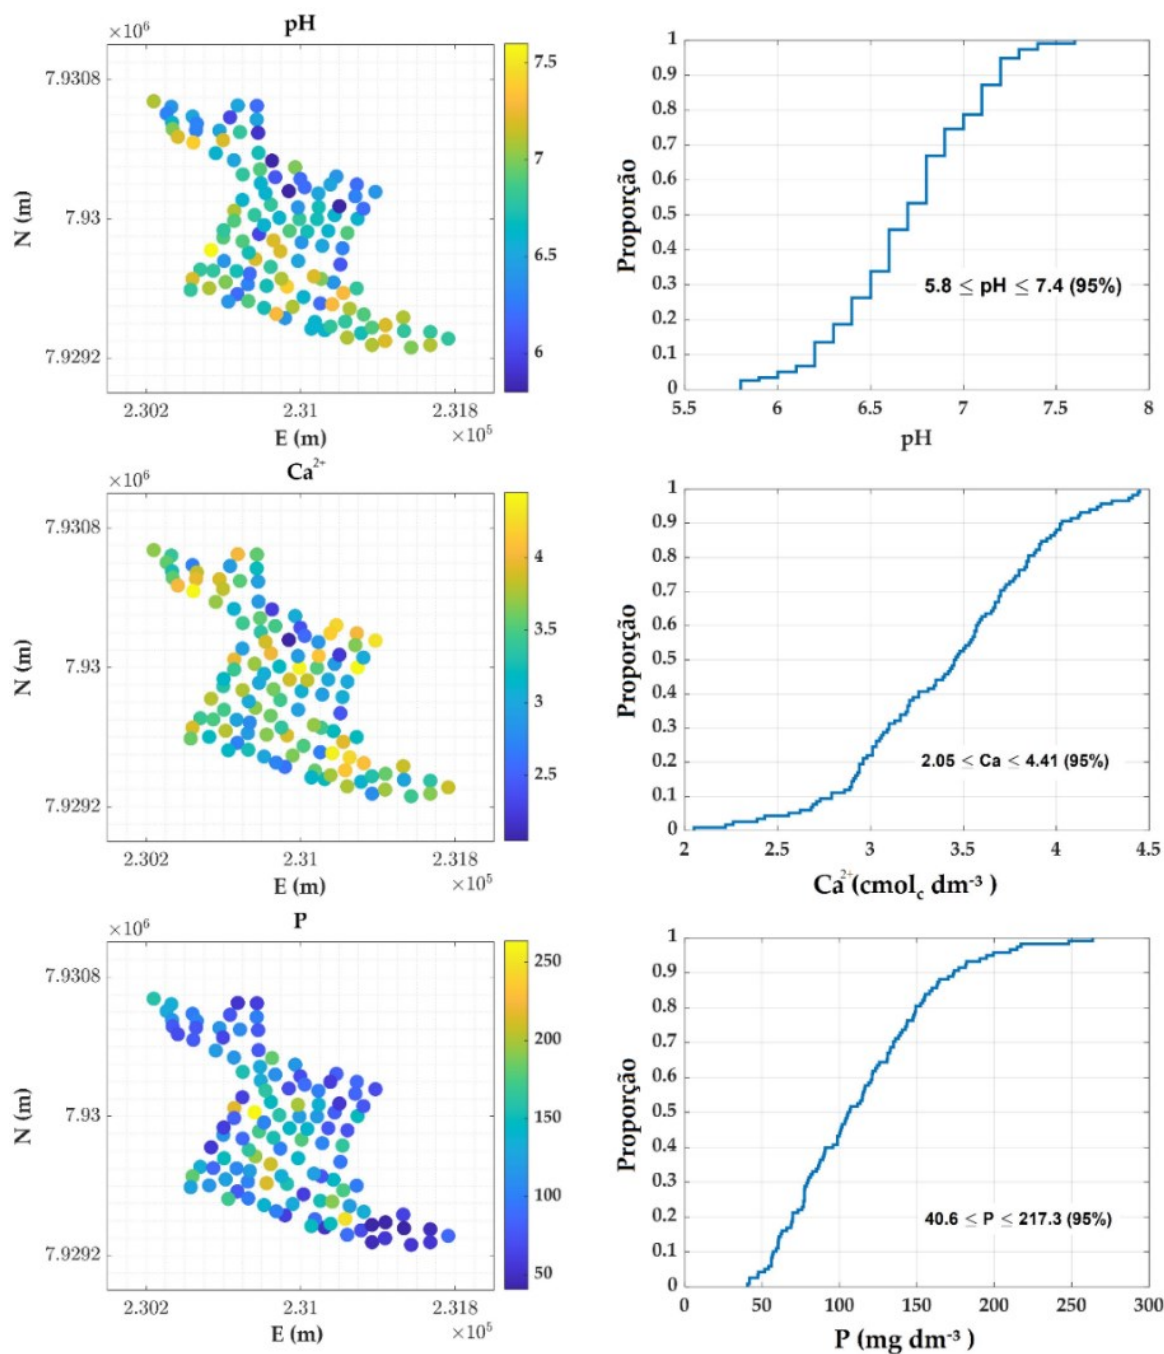 pH
×10⁶
7.9308
7.93
7.9292
N (m)
2.302 2.31 2.318
×10⁵
E (m)
7.5
7
6.5
6
1
0.9
0.8
0.7
0.6
0.5
0.4
0.3
0.2
0.1
0
Proporção
5.8 ≤ pH ≤ 7.4 (95%)
5.5 6 6.5 7 7.5 8
pH
Ca²⁺
×10⁶
7.9308
7.93
7.9292
N (m)
2.302 2.31 2.318
×10⁵
E (m)
4
3.5
3
2.5
1
0.9
0.8
0.7
0.6
0.5
0.4
0.3
0.2
0.1
0
Proporção
2.05 ≤ Ca ≤ 4.41 (95%)
2 2.5 3 3.5 4 4.5
Ca²⁺(cmol꜀ dm⁻³ )
P
×10⁶
7.9308
7.93
7.9292
N (m)
2.302 2.31 2.318
×10⁵
E (m)
250
200
150
100
50
1
0.9
0.8
0.7
0.6
0.5
0.4
0.3
0.2
0.1
0
Proporção
40.6 ≤ P ≤ 217.3 (95%)
0 50 100 150 200 250 300
P (mg dm⁻³ )